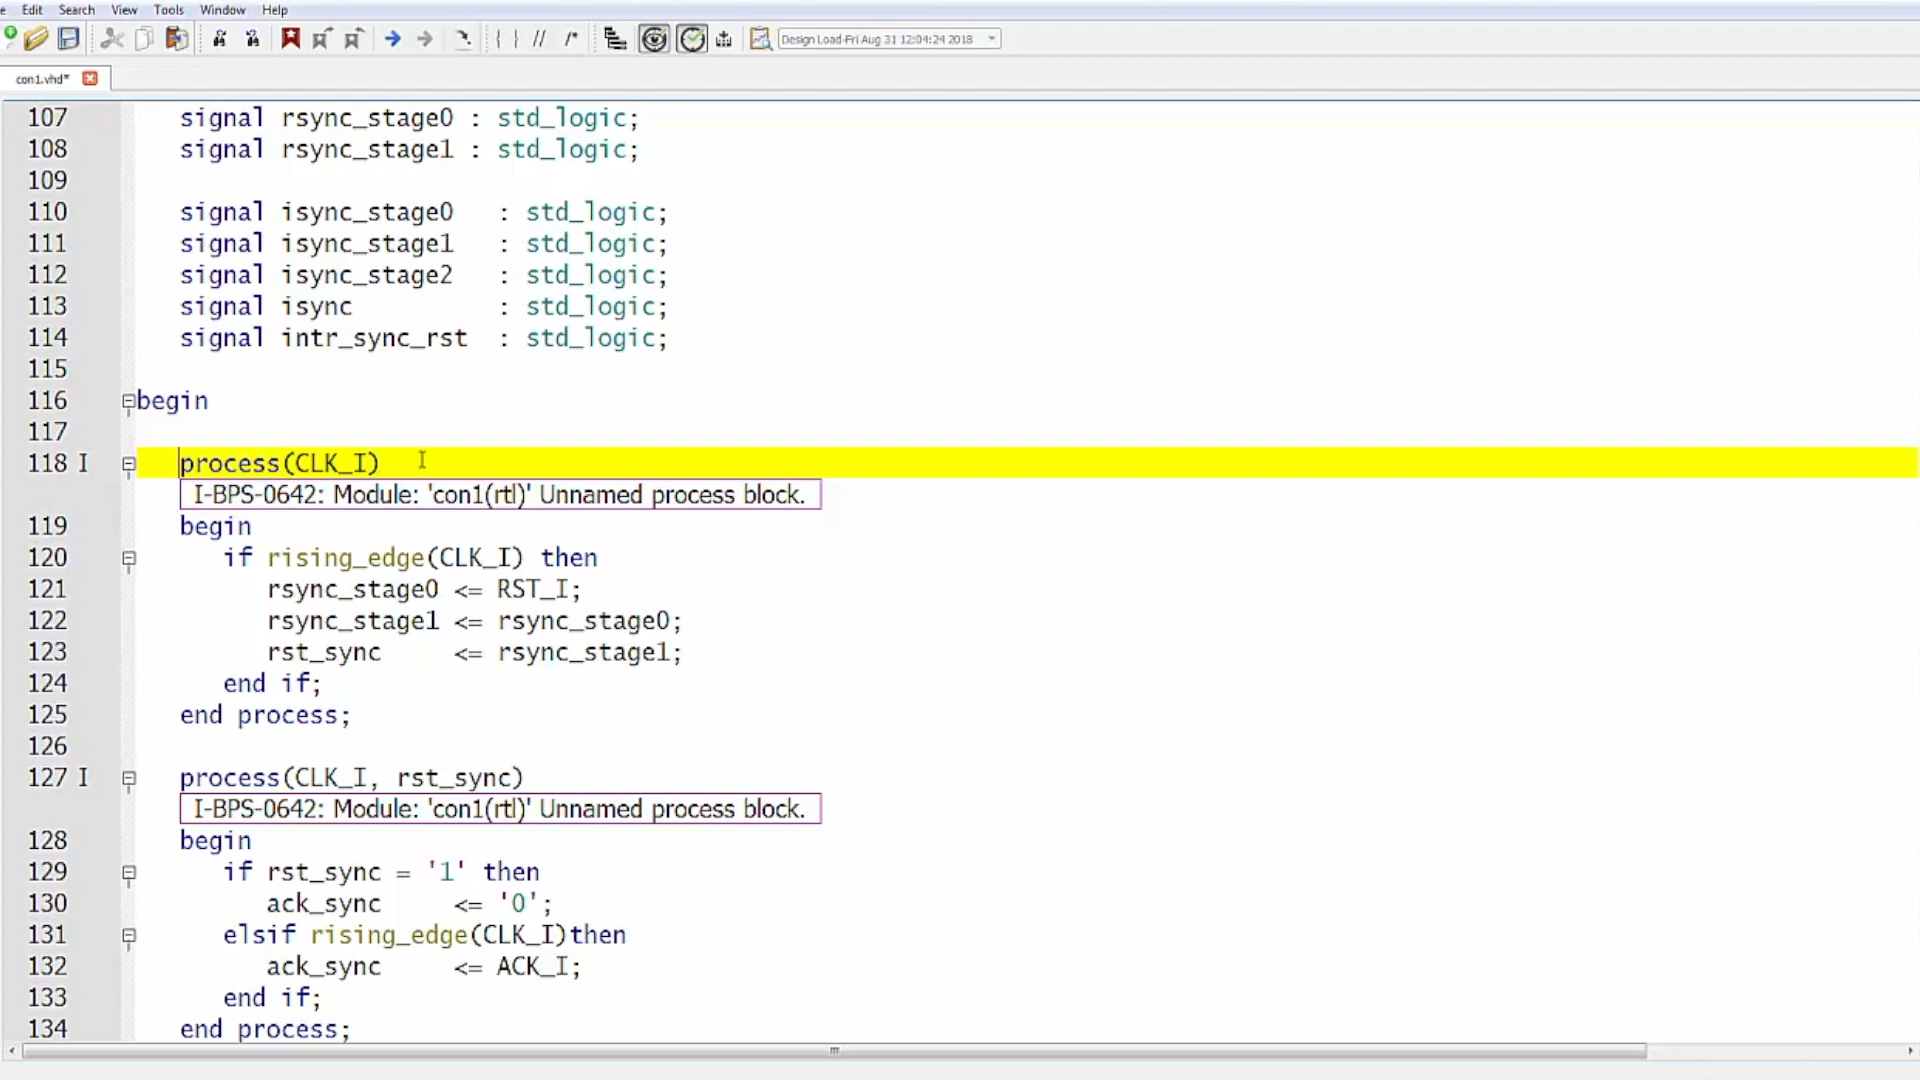 e Edit Search View Tools Window Help
{ } // /* Design Load-Fri Aug 31 12:04:24 2018
con1.vhd*
107 signal rsync_stage0 : std_logic;
108 signal rsync_stage1 : std_logic;
109
110 signal isync_stage0 : std_logic;
111 signal isync_stage1 : std_logic;
112 signal isync_stage2 : std_logic;
113 signal isync : std_logic;
114 signal intr_sync_rst : std_logic;
115
116 begin
117
118 I process(CLK_I)
I-BPS-0642: Module: 'con1(rtl)' Unnamed process block.
119 begin
120 if rising_edge(CLK_I) then
121 rsync_stage0 <= RST_I;
122 rsync_stage1 <= rsync_stage0;
123 rst_sync <= rsync_stage1;
124 end if;
125 end process;
126
127 I process(CLK_I, rst_sync)
I-BPS-0642: Module: 'con1(rtl)' Unnamed process block.
128 begin
129 if rst_sync = '1' then
130 ack_sync <= '0';
131 elsif rising_edge(CLK_I)then
132 ack_sync <= ACK_I;
133 end if;
134 end process;